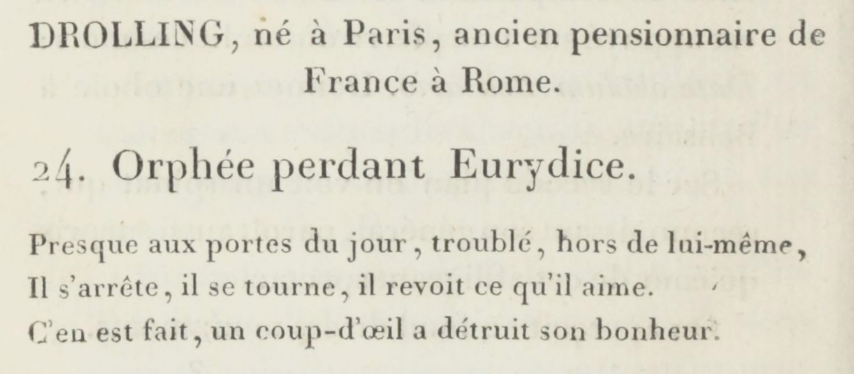 DROLLING, né à Paris, ancien pensionnaire de
France à Rome.
24. Orphée perdant Eurydice.
Presque aux portes du jour, troublé, hors de lui-même,
Il s'arrête, il se tourne, il revoit ce qu'il aime.
C'en est fait, un coup-d'œil a détruit son bonheur.